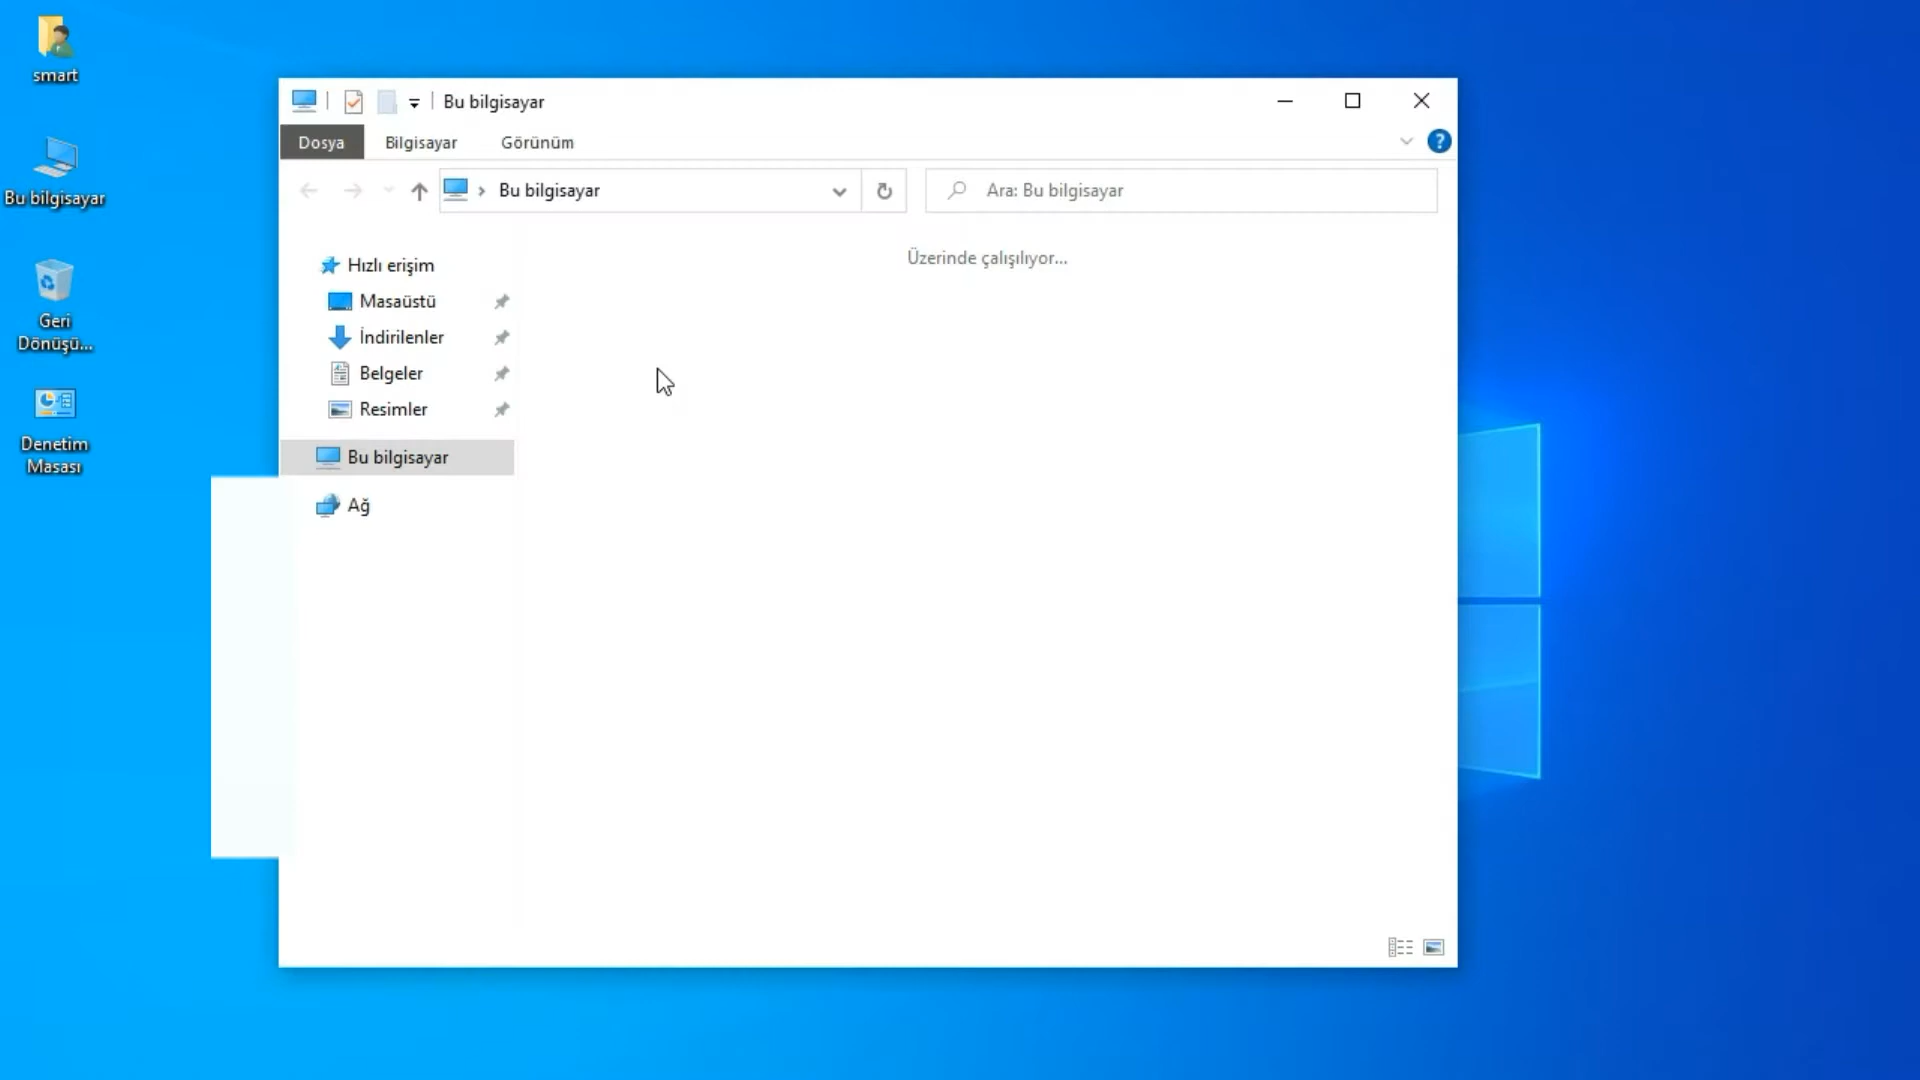 smart
Bu bilgisayar
Geri
Dönüşü...
Denetim
Masası
Bu bilgisayar
Dosya
Bilgisayar
Görünüm
?
Bu bilgisayar
Ara: Bu bilgisayar
Hızlı erişim
Masaüstü
İndirilenler
Belgeler
Resimler
Bu bilgisayar
Ağ
Üzerinde çalışılıyor...